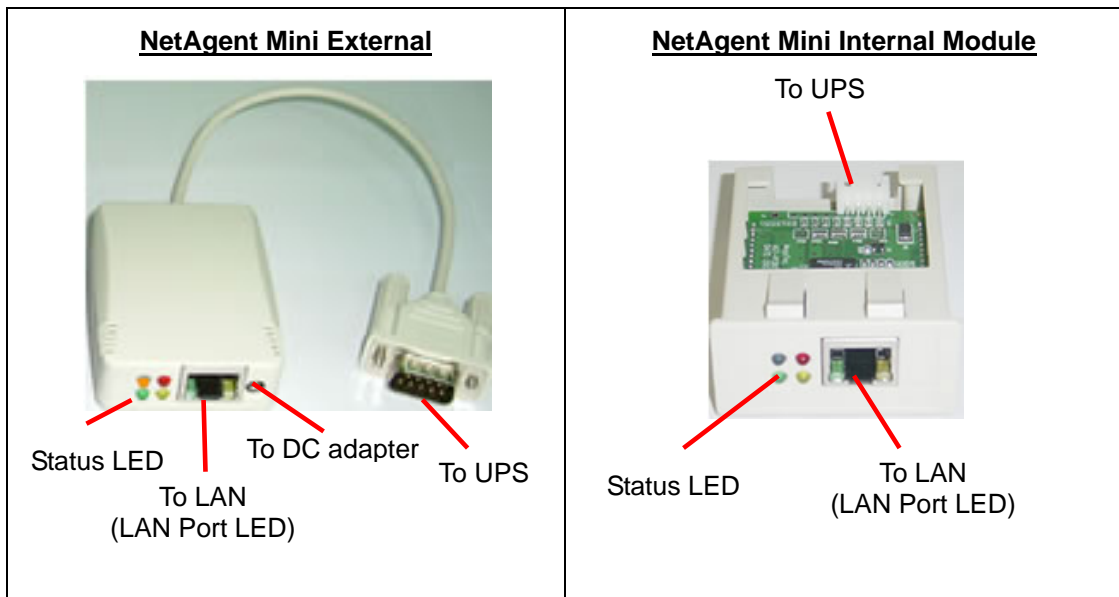 NetAgent Mini External
Status LED
To LAN
(LAN Port LED)
To DC adapter
To UPS
NetAgent Mini Internal Module
To UPS
Status LED
To LAN
(LAN Port LED)